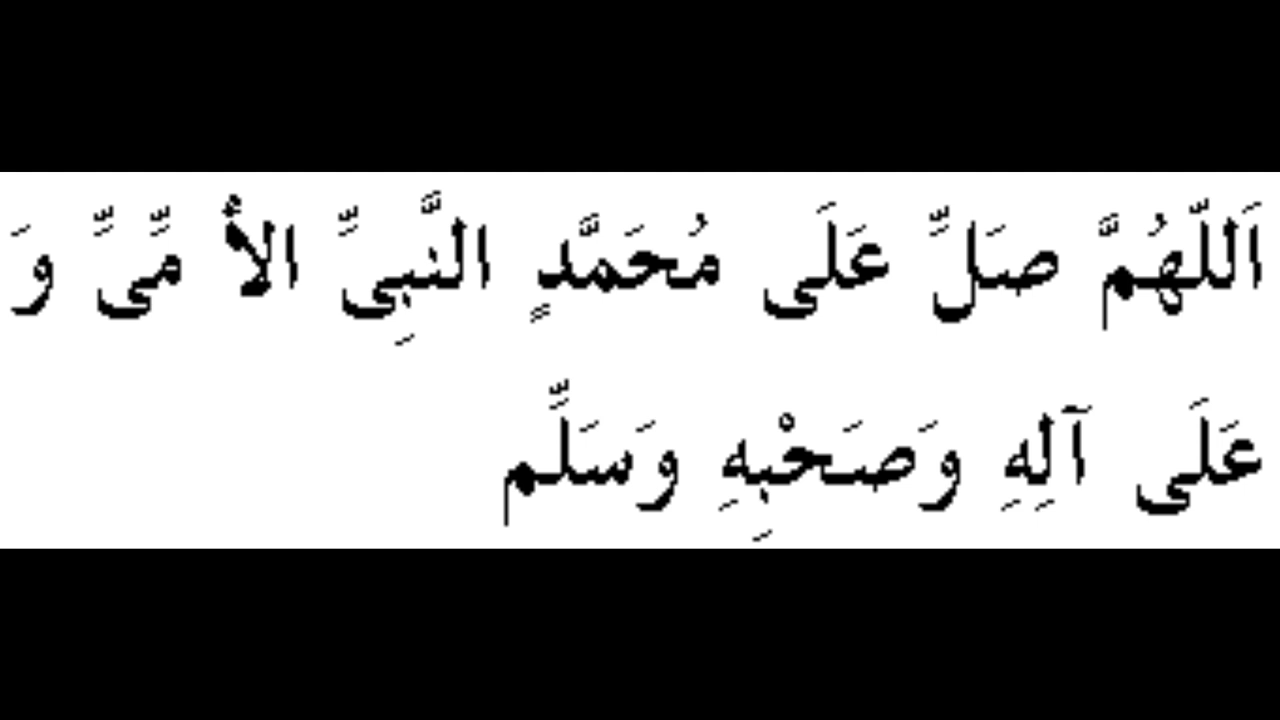 اَللّٰهُمَّ صَلِّ عَلَى مُحَمَّدٍ النَّبِىِّ الأُ مِّىِّ وَ
عَلَى آلِهِ وَصَحْبِهِ وَسَلِّم